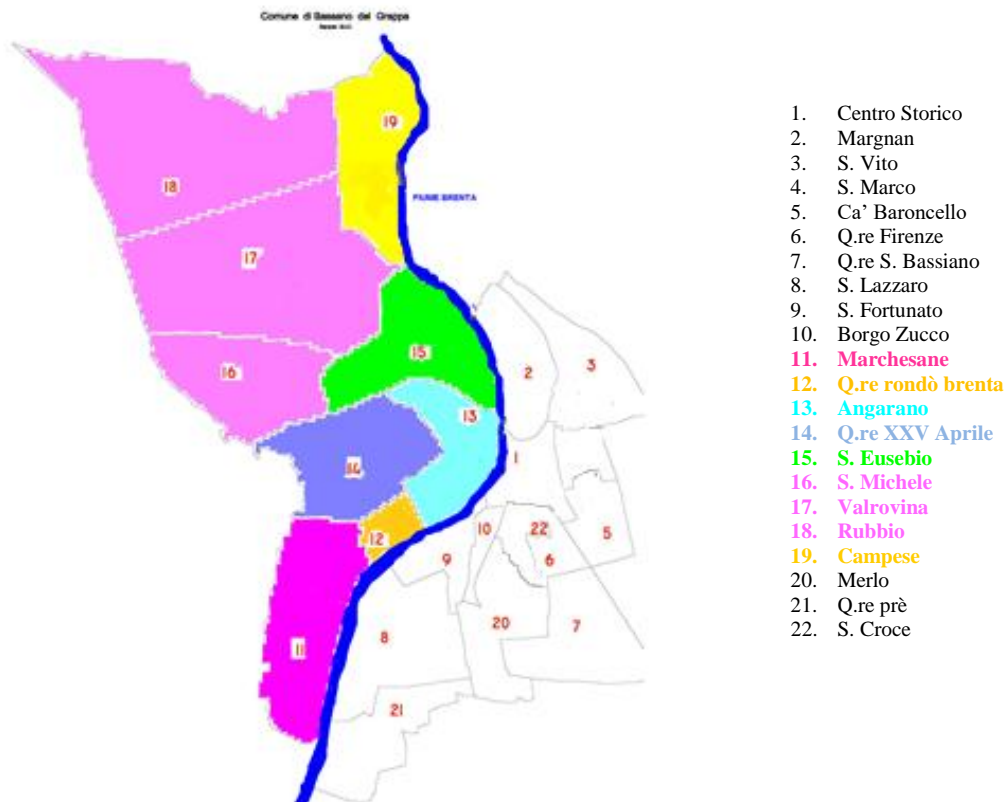 Comune di Bassano del Grappa
19
18
FIUME BRENTA
17
15
16
2
3
13
14
1
12
10
22
5
9
6
11
8
20
7
21
1. Centro Storico
2. Margnan
3. S. Vito
4. S. Marco
5. Ca’ Baroncello
6. Q.re Firenze
7. Q.re S. Bassiano
8. S. Lazzaro
9. S. Fortunato
10. Borgo Zucco
11. Marchesane
12. Q.re rondò brenta
13. Angarano
14. Q.re XXV Aprile
15. S. Eusebio
16. S. Michele
17. Valrovina
18. Rubbio
19. Campese
20. Merlo
21. Q.re prè
22. S. Croce